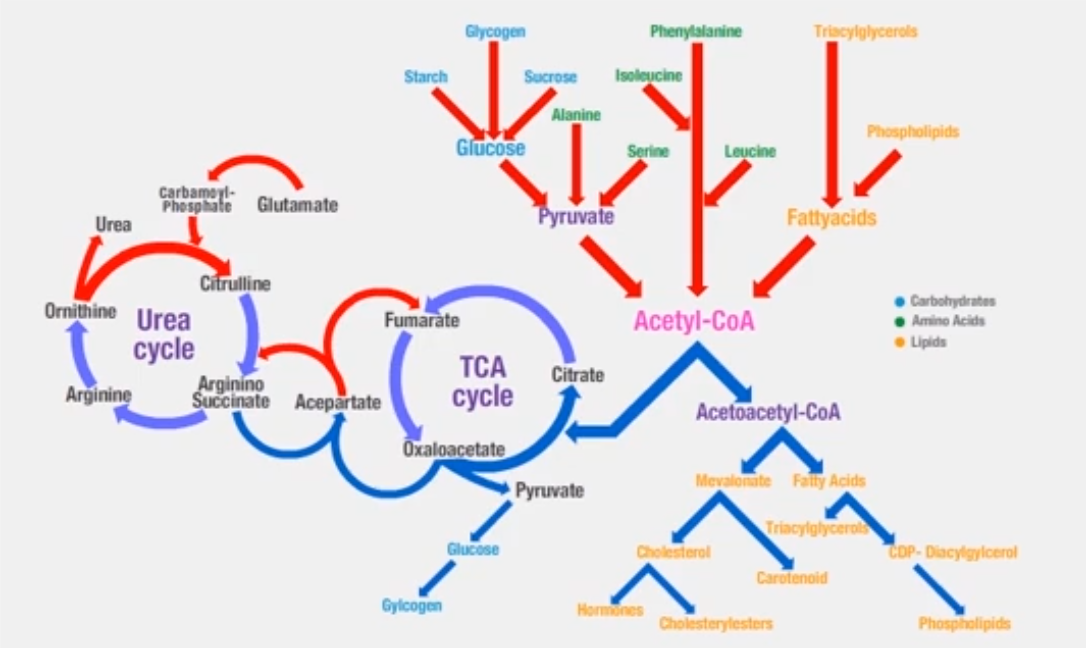 Glycogen
Phenylalanine
Triacylglycerols
Starch
Sucrose
Isoleucine
Alanine
Phospholipids
Glucose
Serine
Leucine
Carbamoyl-
Phosphate
Glutamate
Urea
Pyruvate
Fattyacids
Citrulline
Ornithine
Urea
cycle
Fumarate
Acetyl-CoA
Carbohydrates
Amino Acids
Lipids
TCA
cycle
Citrate
Arginine
Arginino
Succinate
Acepartate
Acetoacetyl-CoA
Oxaloacetate
Pyruvate
Mevalonate
Fatty Acids
Triacylglycerols
Glucose
Cholesterol
CDP- Diacylgylcerol
Carotenoid
Gylcogen
Hormones
Cholesterylesters
Phospholipids